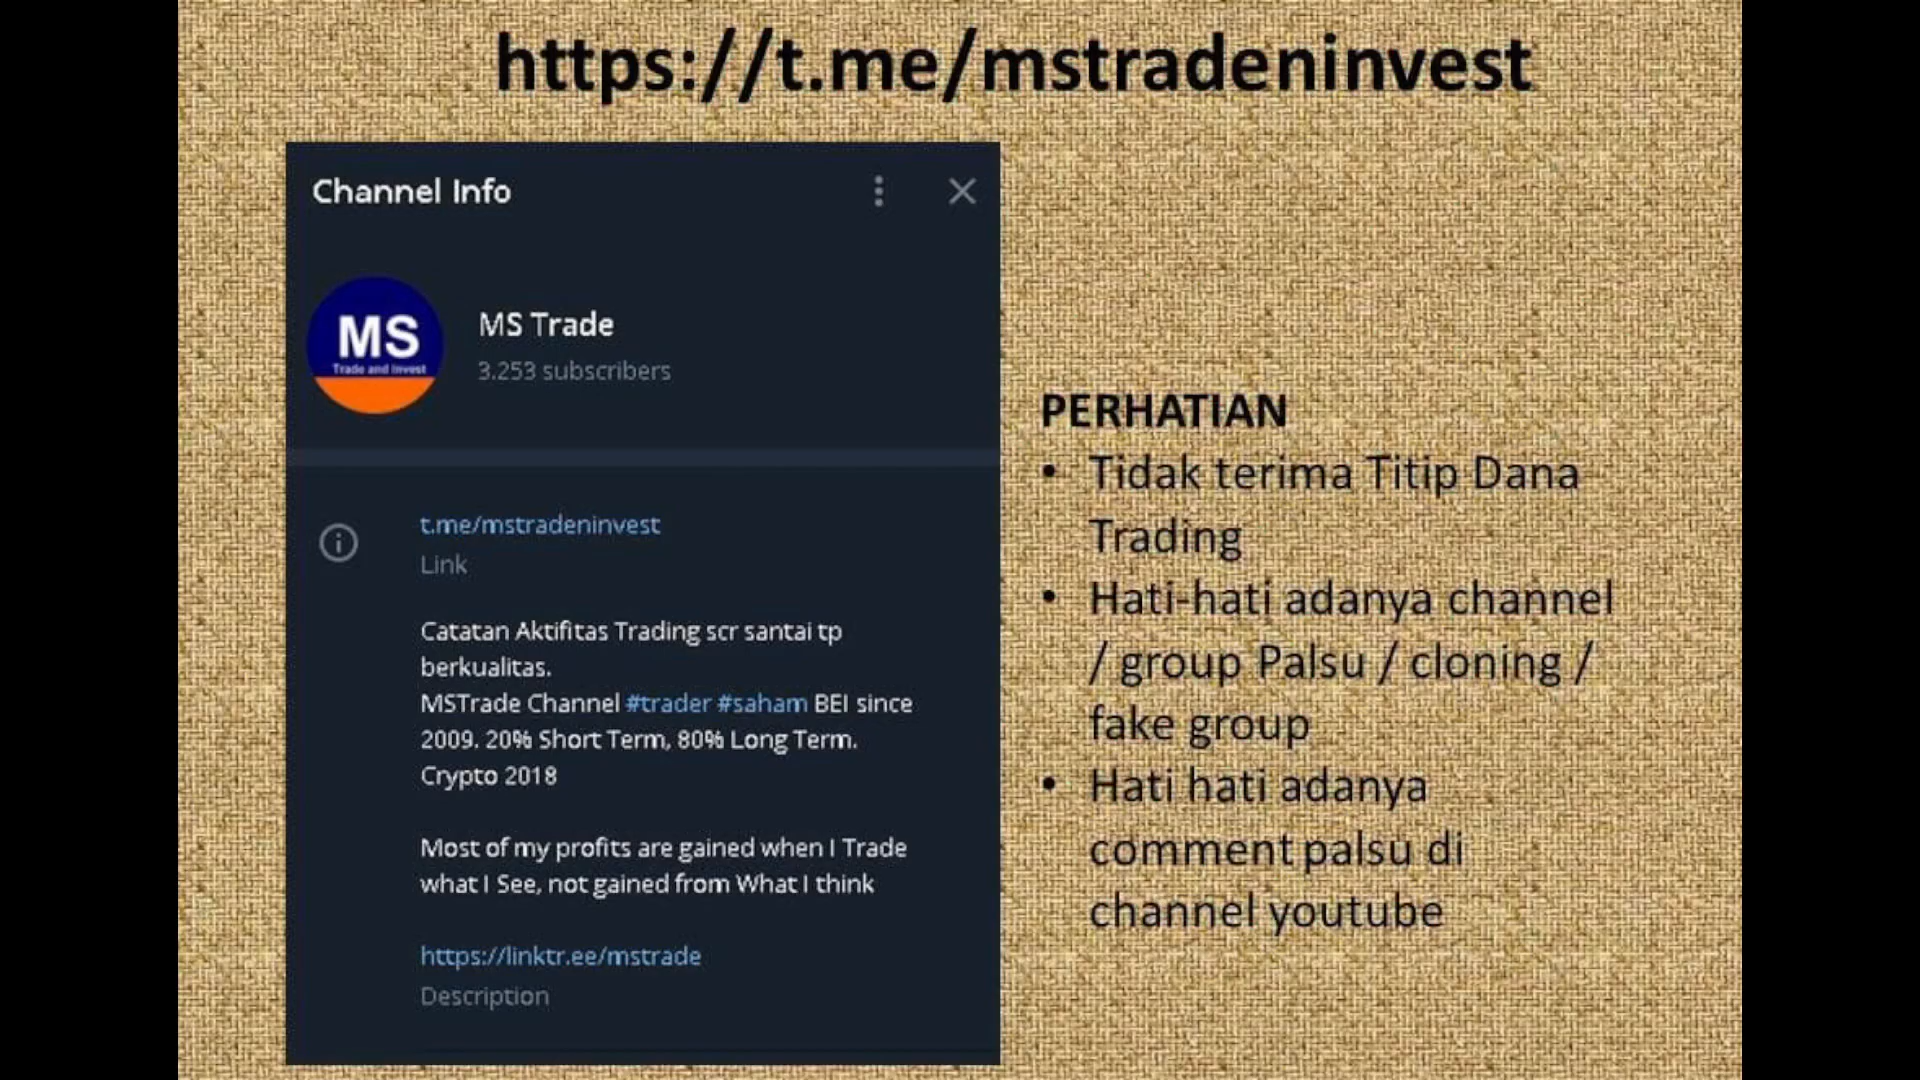 https://t.me/mstradeninvest
Channel Info
MS
Trade and Invest
MS Trade
3.253 subscribers
t.me/mstradeninvest
Link
Catatan Aktifitas Trading scr santai tp
berkualitas.
MSTrade Channel #trader #saham BEI since
2009. 20% Short Term, 80% Long Term.
Crypto 2018
Most of my profits are gained when I Trade
what I See, not gained from What I think
https://linktr.ee/mstrade
Description
PERHATIAN
• Tidak terima Titip Dana
Trading
• Hati-hati adanya channel
/ group Palsu / cloning /
fake group
• Hati hati adanya
comment palsu di
channel youtube